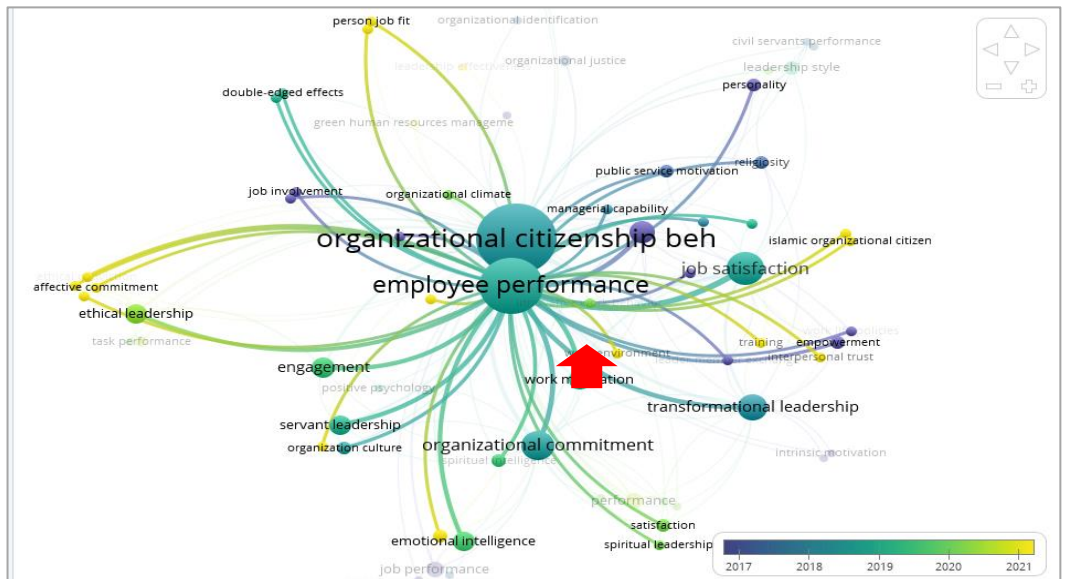 person job fit
organizational identification
civil servants performance
organizational justice
leadership effectiveness
leadership style
personality
double-edged effects
green human resources manageme
religiosity
public service motivation
job involvement
organizational climate
managerial capability
organizational citizenship beh
islamic organizational citizen
job satisfaction
employee performance
affective commitment
ethical leadership
task performance
training
empowerment
interpersonal trust
engagement
positive psychology
transformational leadership
servant leadership
organization culture
organizational commitment
spiritual intelligence
intrinsic motivation
performance
satisfaction
emotional intelligence
spiritual leadership
job performance
2017 2018 2019 2020 2021